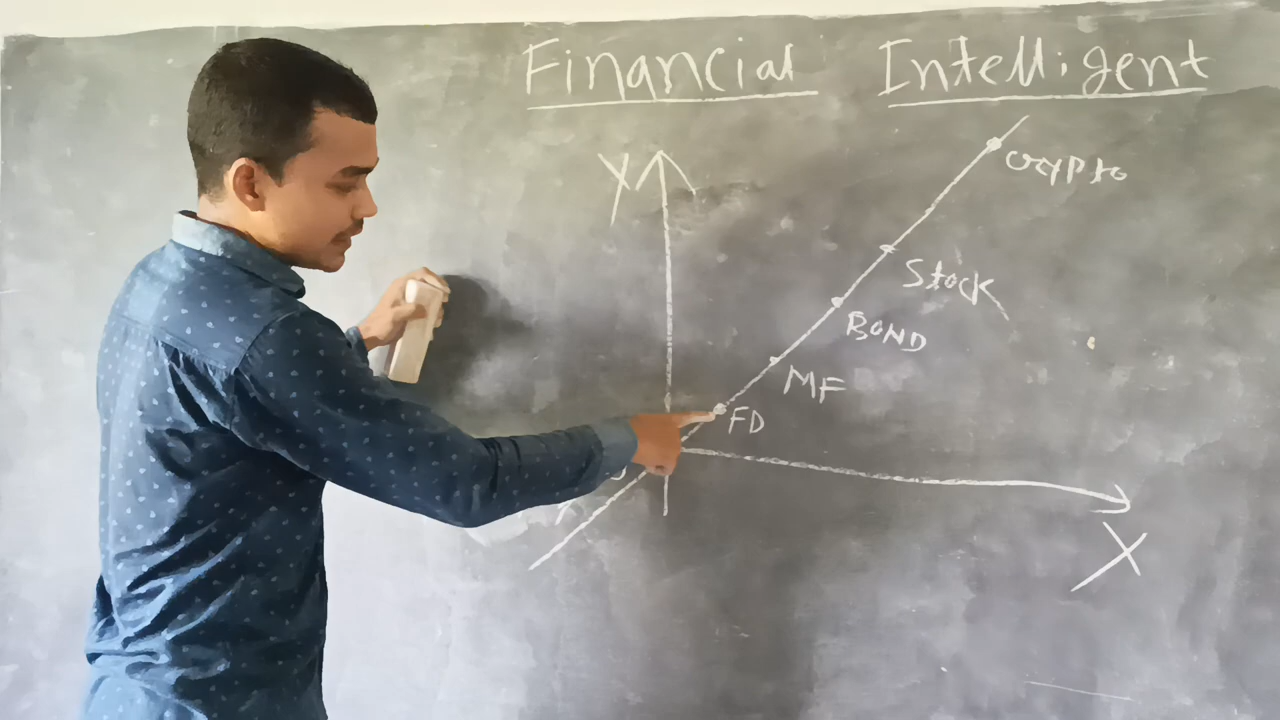 Financial Intelligent
Y
Crypto
Stock
BOND
MF
FD
X